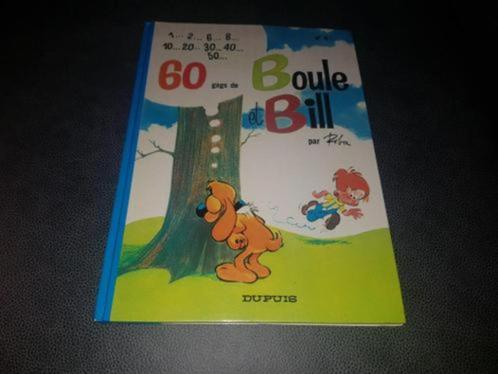 1... 2... 6... 8...
10... 20... 30... 40...
50...
60 gags de Boule
et Bill
par Roba
DUPUIS